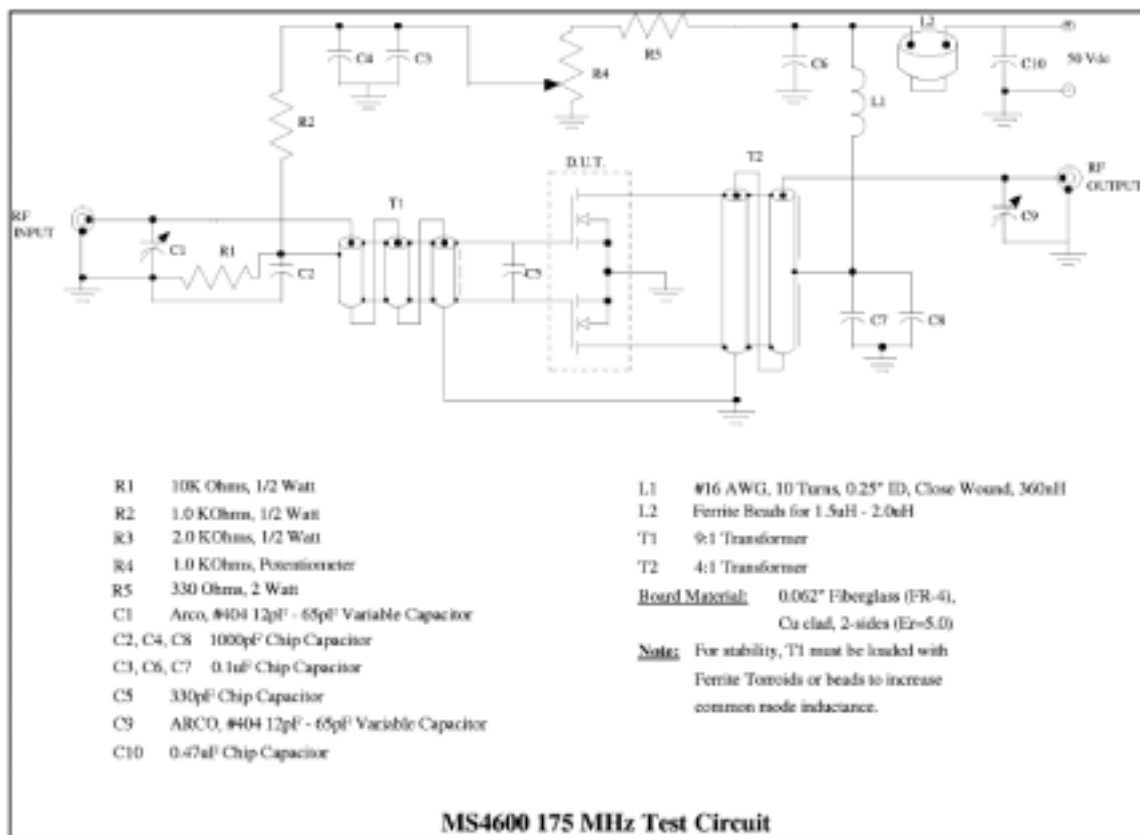 L2
C4
C3
R5
R4
C6
C10
50 Vdc
R2
L1
D.U.T.
T2
RF
OUTPUT
RF
INPUT
T1
C9
C1
R1
C2
C5
C7
C8
R1 10K Ohms, 1/2 Watt
R2 1.0 KOhms, 1/2 Watt
R3 2.0 KOhms, 1/2 Watt
R4 1.0 KOhms, Potentiometer
R5 330 Ohms, 2 Watt
C1 Arco, #404 12pF - 65pF Variable Capacitor
C2, C4, C8 1000pF Chip Capacitor
C3, C6, C7 0.1uF Chip Capacitor
C5 330pF Chip Capacitor
C9 ARCO, #404 12pF - 65pF Variable Capacitor
C10 0.47uF Chip Capacitor
L1 #16 AWG, 10 Turns, 0.25" ID, Close Wound, 360nH
L2 Ferrite Beads for 1.5uH - 2.0uH
T1 9:1 Transformer
T2 4:1 Transformer
Board Material: 0.062" Fiberglass (FR-4),
Cu clad, 2-sides (Er=5.0)
Note: For stability, T1 must be loaded with
Ferrite Torroids or beads to increase
common mode inductance.
MS4600 175 MHz Test Circuit